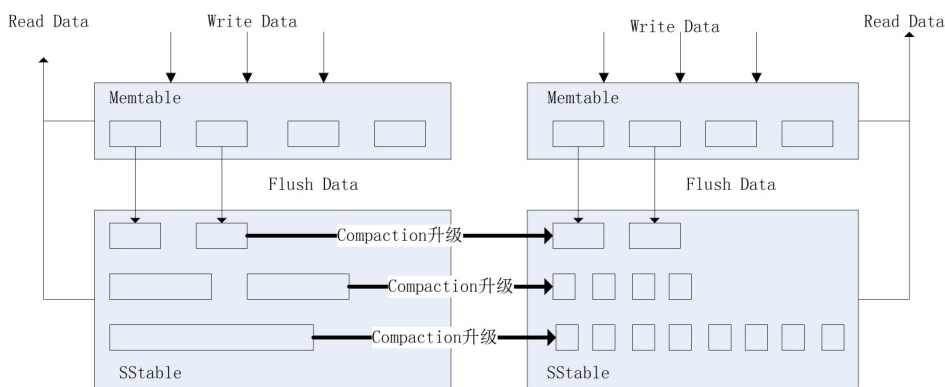 Read Data
Write Data
Write Data
Read Data
Memtable
Memtable
Flush Data
Flush Data
Compaction升级
Compaction升级
Compaction升级
SStable
SStable